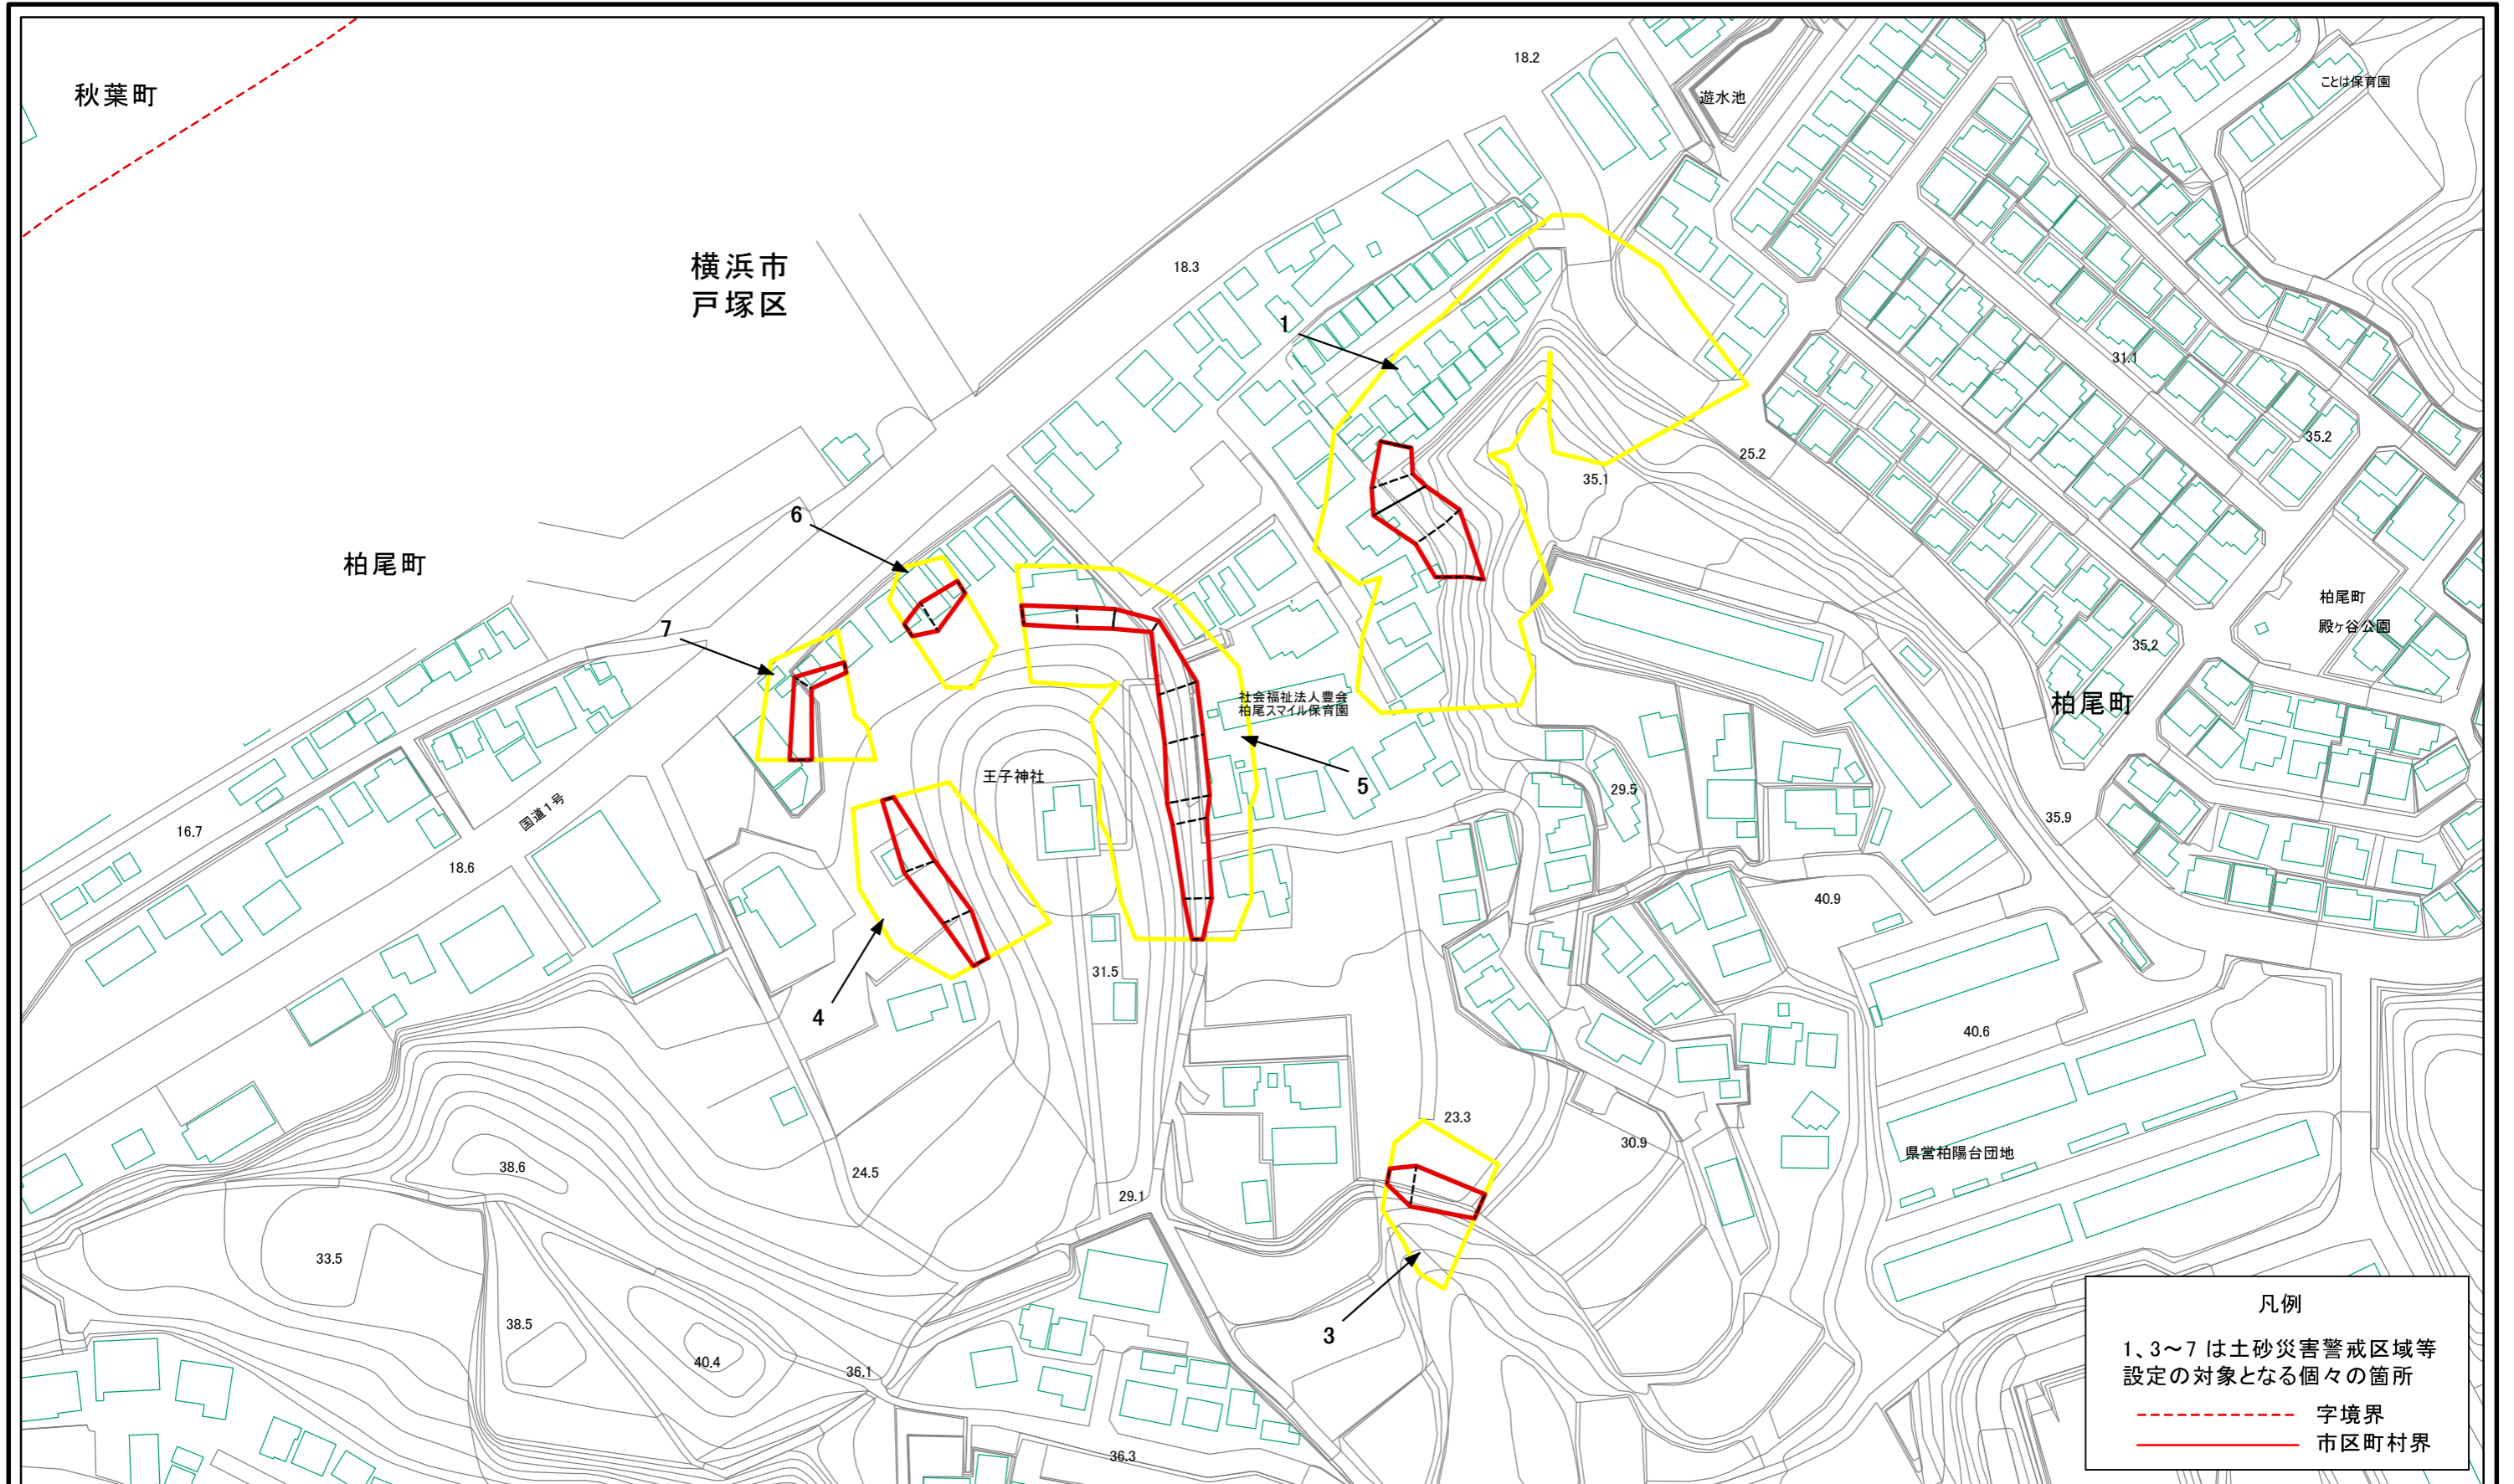 秋葉町
18.2
遊水池
ことは保育園
横浜市
戸塚区
18.3
1
31.1
35.2
25.2
35.1
6
柏尾町
7
柏尾町
殿ヶ谷公園
35.2
社会福祉法人豊会
柏尾スマイル保育園
柏尾町
王子神社
5
29.5
国道1号
16.7
35.9
18.6
40.9
31.5
4
40.6
23.3
30.9
県営柏陽台団地
38.6
24.5
29.1
33.5
38.5
3
40.4
36.1
36.3
凡例
1、3～7 は土砂災害警戒区域等
設定の対象となる個々の箇所
字境界
市区町村界